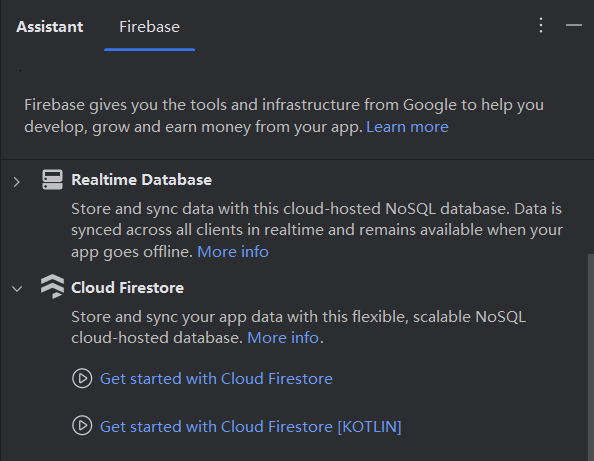 Assistant Firebase
Firebase gives you the tools and infrastructure from Google to help you
develop, grow and earn money from your app. Learn more
Realtime Database
Store and sync data with this cloud-hosted NoSQL database. Data is
synced across all clients in realtime and remains available when your
app goes offline. More info
Cloud Firestore
Store and sync your app data with this flexible, scalable NoSQL
cloud-hosted database. More info.
Get started with Cloud Firestore
Get started with Cloud Firestore [KOTLIN]